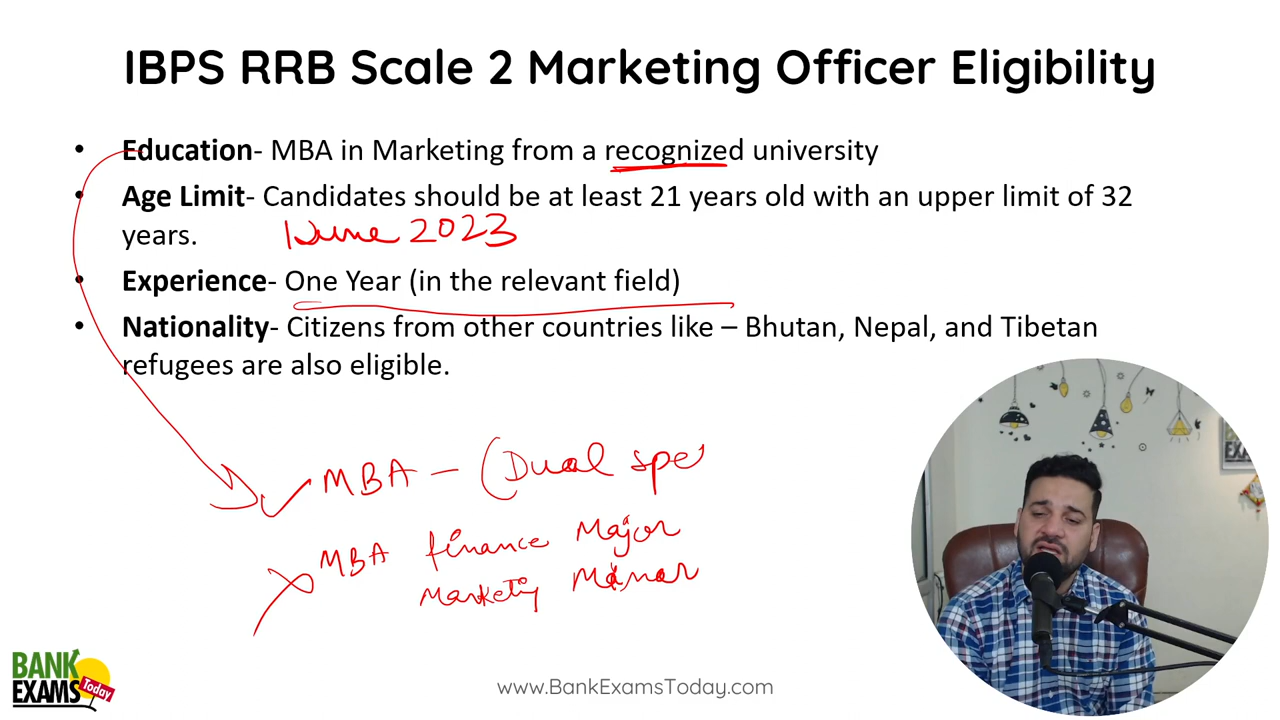 IBPS RRB Scale 2 Marketing Officer Eligibility
• Education- MBA in Marketing from a recognized university
• Age Limit- Candidates should be at least 21 years old with an upper limit of 32
years.
1 June 2023
• Experience- One Year (in the relevant field)
• Nationality- Citizens from other countries like – Bhutan, Nepal, and Tibetan
refugees are also eligible.
MBA – (Dual spe
MBA finance Major
Marketing Minor
BANK
EXAMS
Today
www.BankExamsToday.com